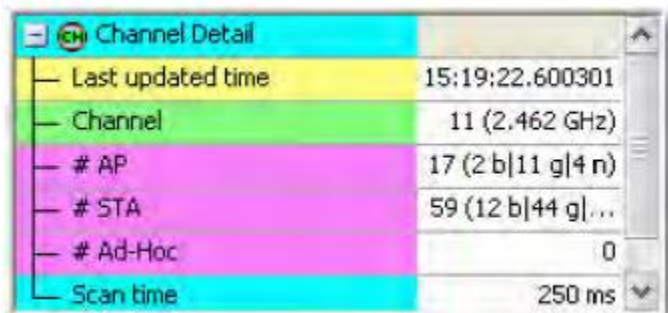 CH Channel Detail
Last updated time 15:19:22.600301
Channel 11 (2.462 GHz)
# AP 17 (2 b|11 g|4 n)
# STA 59 (12 b|44 g|...
# Ad-Hoc 0
Scan time 250 ms